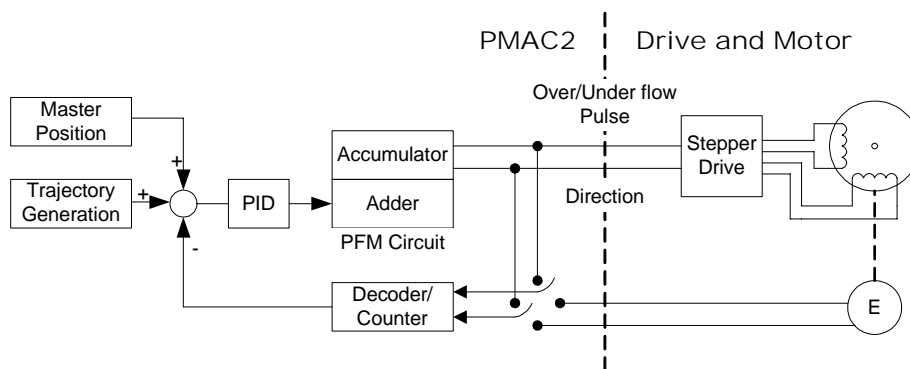 PMAC2
Drive and Motor
Over/Under flow
Pulse
Master
Position
+
Accumulator
Stepper
Drive
Trajectory
Generation
+
PID
Adder
Direction
PFM Circuit
-
Decoder/
Counter
E